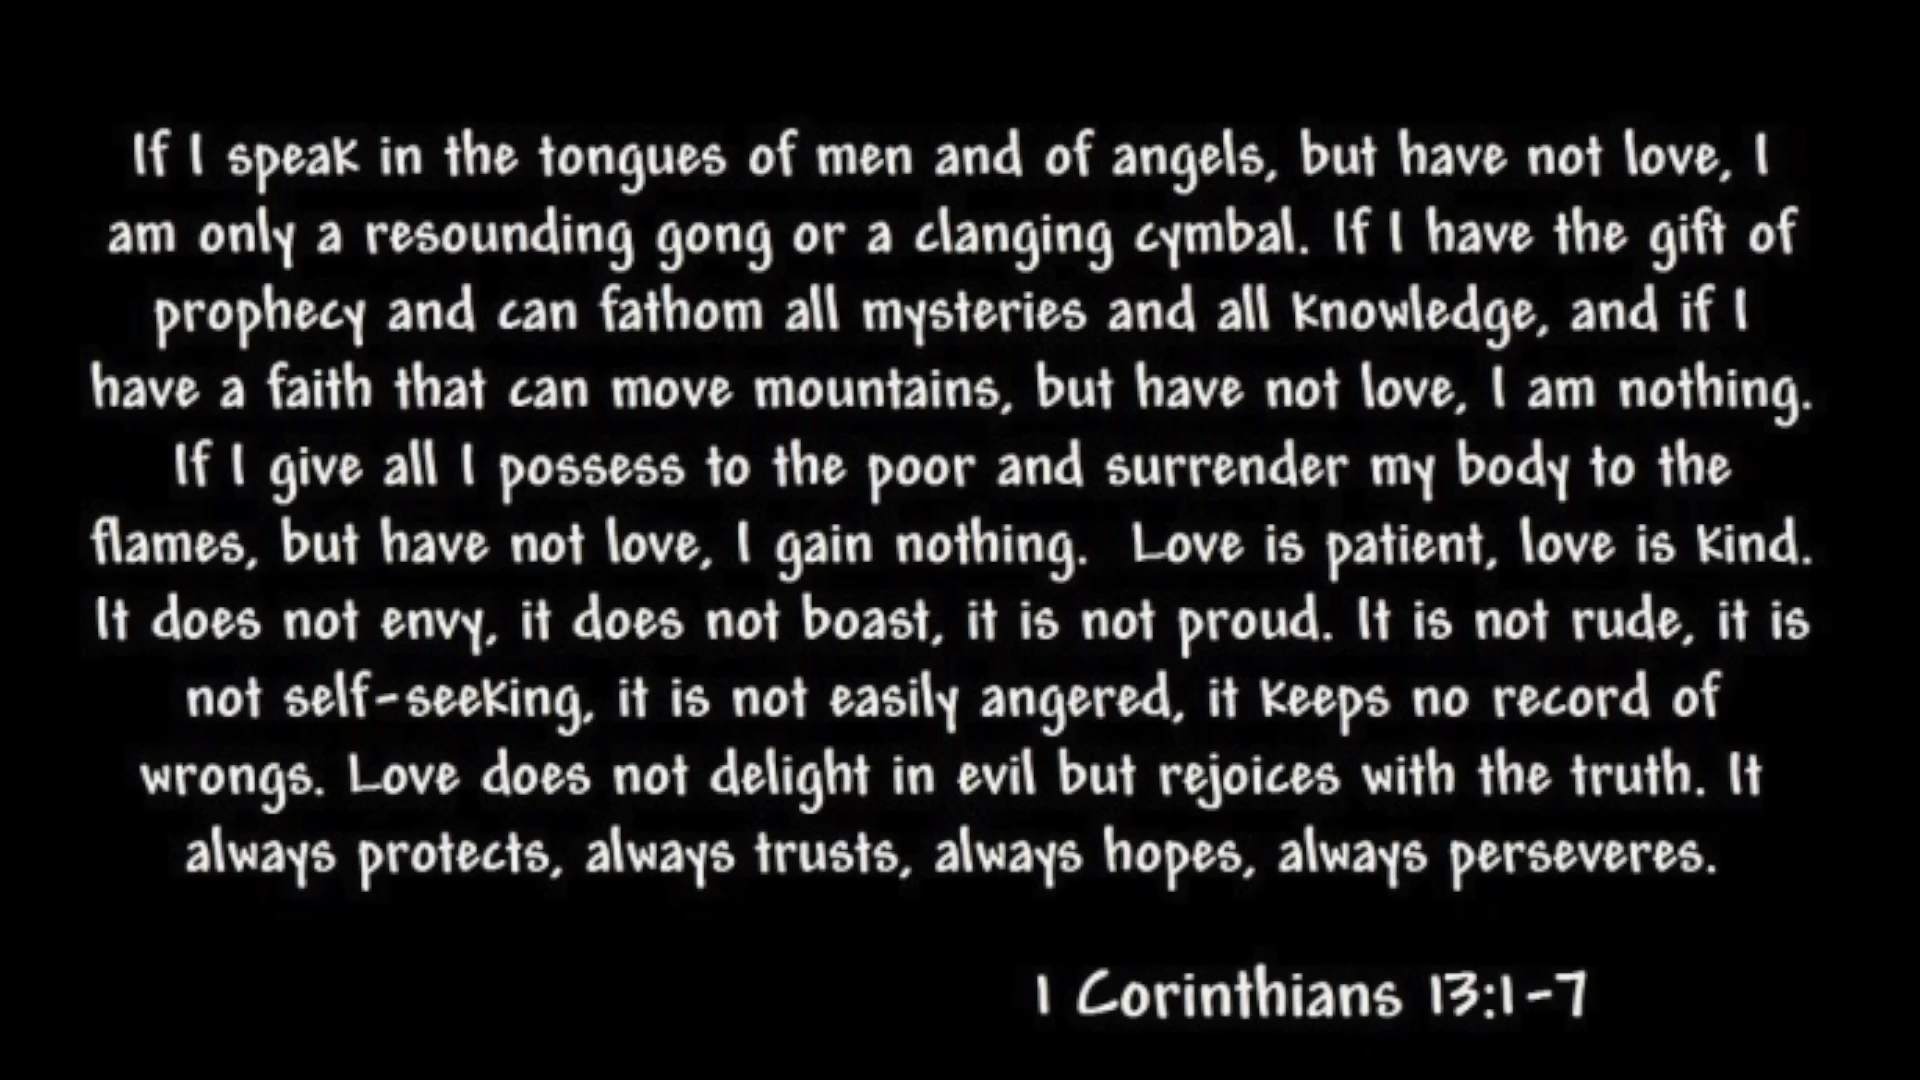 If I speak in the tongues of men and of angels, but have not love, I
am only a resounding gong or a clanging cymbal. If I have the gift of
prophecy and can fathom all mysteries and all knowledge, and if I
have a faith that can move mountains, but have not love, I am nothing.
If I give all I possess to the poor and surrender my body to the
flames, but have not love, I gain nothing.  Love is patient, love is kind.
It does not envy, it does not boast, it is not proud. It is not rude, it is
not self-seeking, it is not easily angered, it keeps no record of
wrongs. Love does not delight in evil but rejoices with the truth. It
always protects, always trusts, always hopes, always perseveres.
1 Corinthians 13:1-7